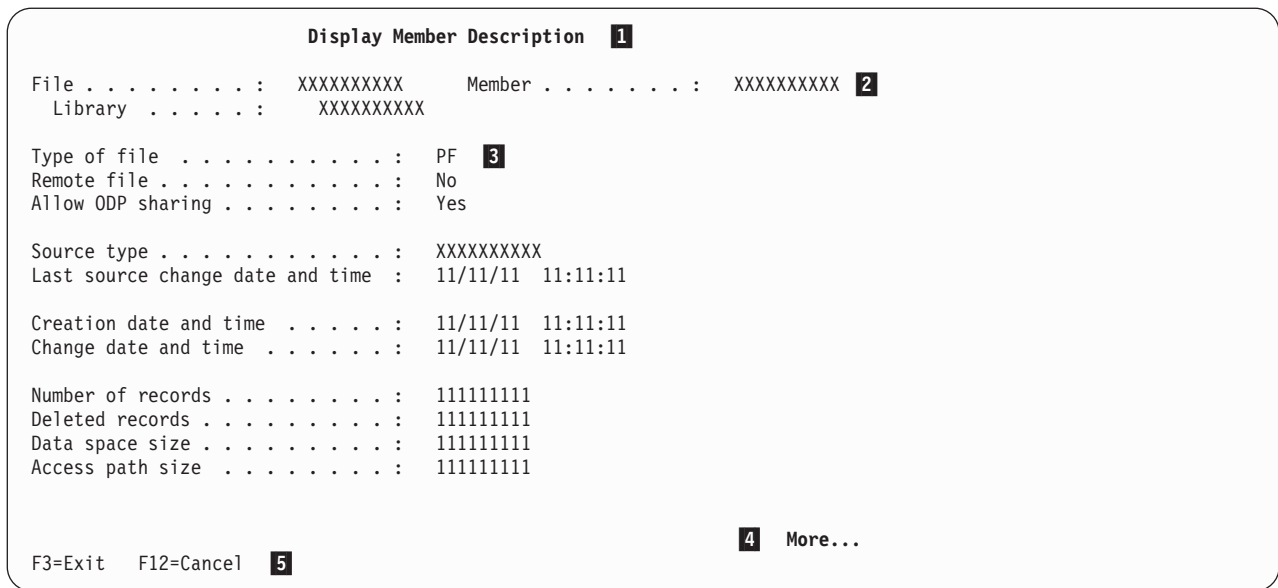 Display Member Description 1
File . . . . . . . . : XXXXXXXXXX Member . . . . . . . : XXXXXXXXXX 2
Library . . . . . : XXXXXXXXXX
Type of file . . . . . . . . . . : PF 3
Remote file . . . . . . . . . . . : No
Allow ODP sharing . . . . . . . . : Yes
Source type . . . . . . . . . . . : XXXXXXXXXX
Last source change date and time : 11/11/11 11:11:11
Creation date and time . . . . . : 11/11/11 11:11:11
Change date and time . . . . . . : 11/11/11 11:11:11
Number of records . . . . . . . . : 111111111
Deleted records . . . . . . . . . : 111111111
Data space size . . . . . . . . . : 111111111
Access path size . . . . . . . . : 111111111
4 More...
F3=Exit F12=Cancel 5